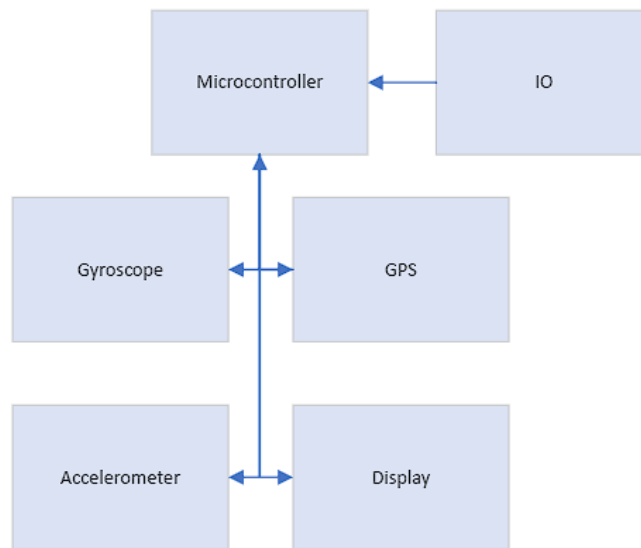 Microcontroller
IO
Gyroscope
GPS
Accelerometer
Display